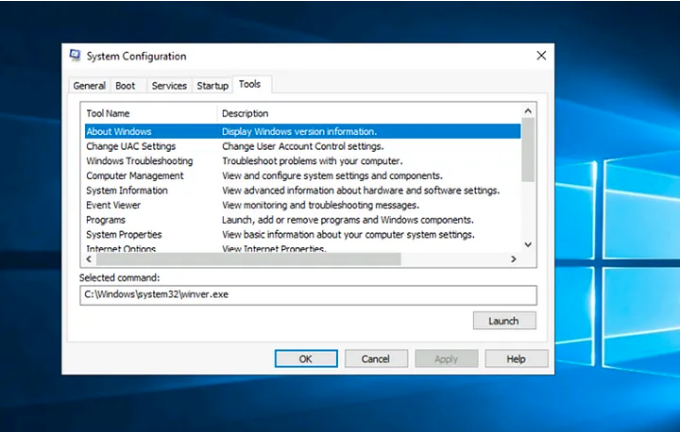 System Configuration
General Boot Services Startup Tools
Tool Name Description
About Windows Display Windows version information.
Change UAC Settings Change User Account Control settings.
Windows Troubleshooting Troubleshoot problems with your computer.
Computer Management View and configure system settings and components.
System Information View advanced information about hardware and software settings.
Event Viewer View monitoring and troubleshooting messages.
Programs Launch, add or remove programs and Windows components.
System Properties View basic information about your computer system settings.
Internet Options View Internet Properties.
Selected command:
C:\Windows\system32\winver.exe
Launch
OK Cancel Apply Help